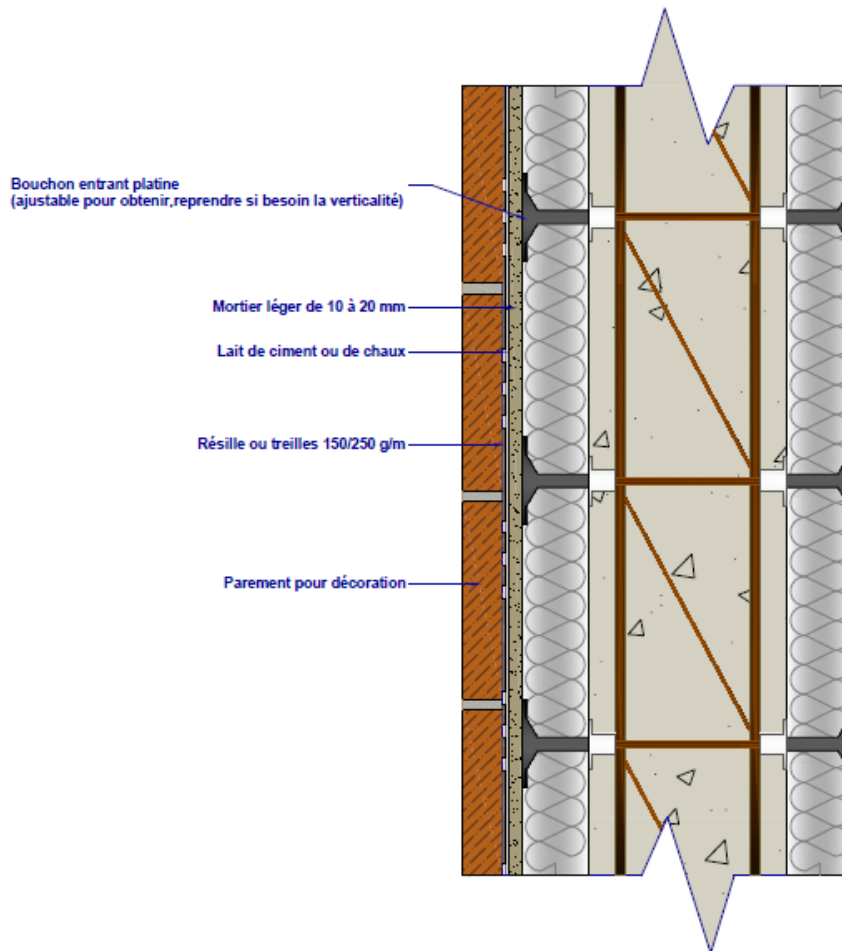 Bouchon entrant platine
(ajustable pour obtenir,reprendre si besoin la verticalité)
Mortier léger de 10 à 20 mm
Lait de ciment ou de chaux
Résille ou treilles 150/250 g/m
Parement pour décoration